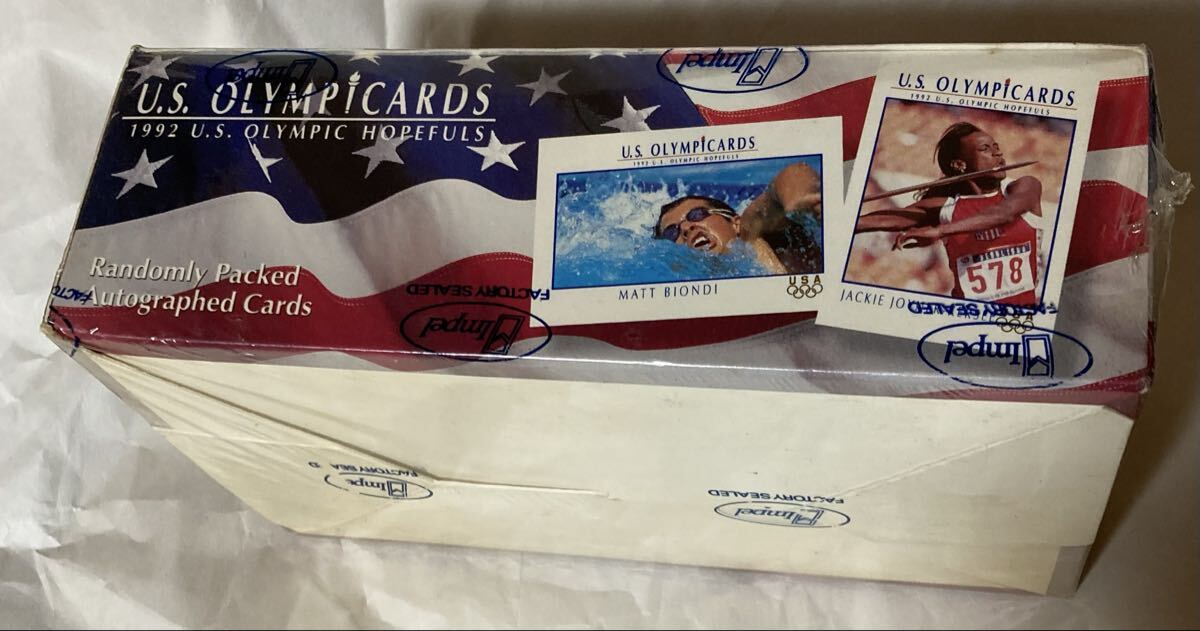 U.S. OLYMPICARDS
1992 U.S. OLYMPIC HOPEFULS
Randomly Packed
Autographed Cards
U.S. OLYMPICARDS
1992 U.S. OLYMPIC HOPEFULS
MATT BIONDI
USA
U.S. OLYMPICARDS
1992 U.S. OLYMPIC HOPEFULS
578
JACKIE
Impel
Impel
FACTORY SEALED
Impel
FACTORY SEALED
Impel
FACTORY SEALED
Impel
FACTORY SEALED
Impel